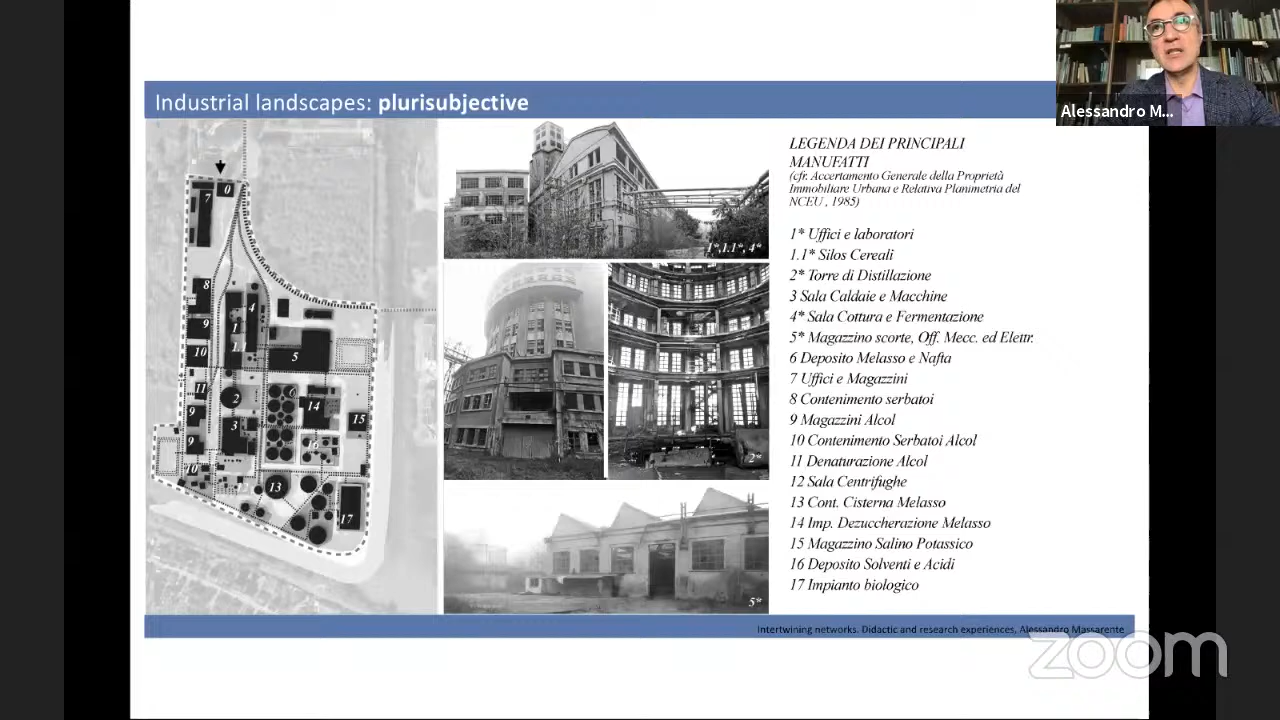 Industrial landscapes: plurisubjective
Alessandro M...
LEGENDA DEI PRINCIPALI
MANUFATTI
(cfr. Accertamento Generale della Proprietà
Immobiliare Urbana e Relativa Planimetria del
NCEU , 1985)
1* Uffici e laboratori
1.1* Silos Cereali
2* Torre di Distillazione
3 Sala Caldaie e Macchine
4* Sala Cottura e Fermentazione
5* Magazzino scorte, Off. Mecc. ed Elettr.
6 Deposito Melasso e Nafta
7 Uffici e Magazzini
8 Contenimento serbatoi
9 Magazzini Alcol
10 Contenimento Serbatoi Alcol
11 Denaturazione Alcol
12 Sala Centrifughe
13 Cont. Cisterna Melasso
14 Imp. Dezuccherazione Melasso
15 Magazzino Salino Potassico
16 Deposito Solventi e Acidi
17 Impianto biologico
0
7
8
4
9
1
10
1.1
5
11
2
6
14
9
3
15
9
16
10
12
13
17
1*,1.1*, 4*
2*
5*
Intertwining networks. Didactic and research experiences, Alessandro Massarente
zoom